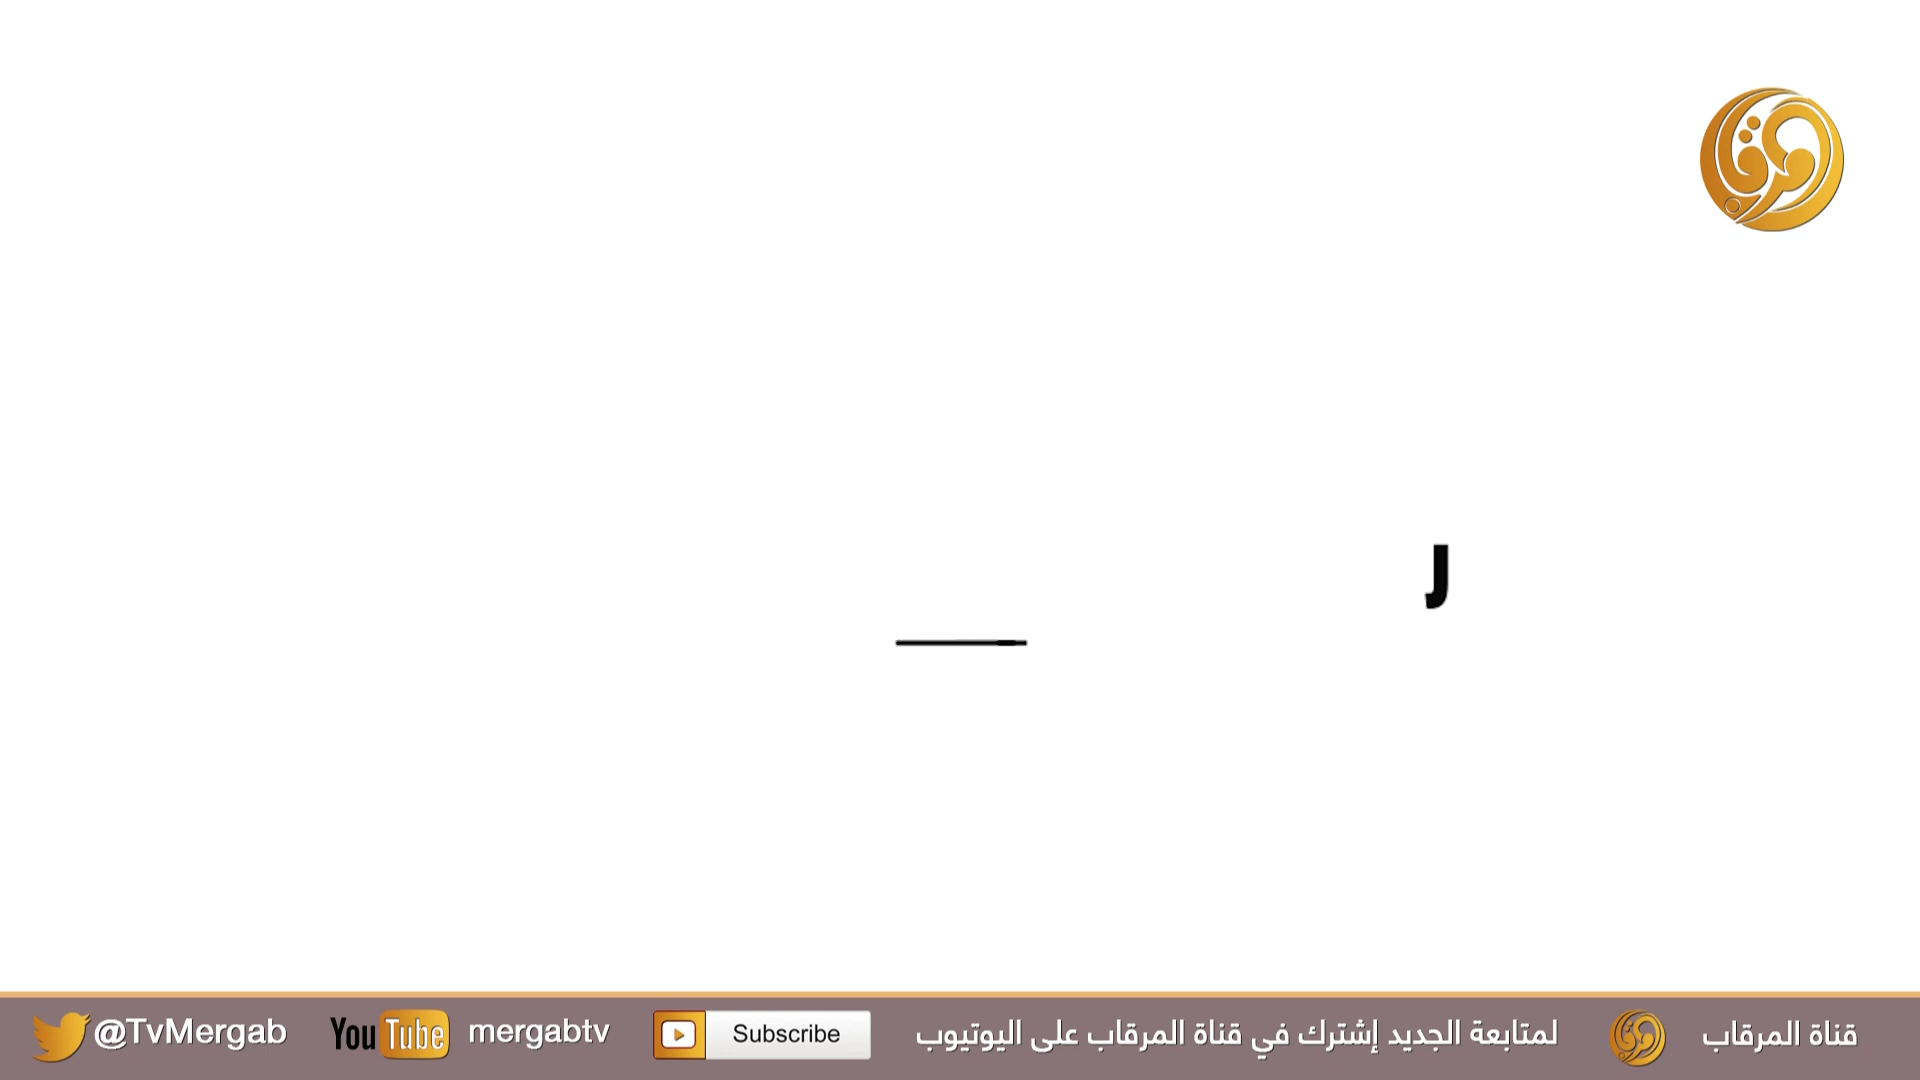 ر
@TvMergab
YouTube mergabtv
Subscribe
لمتابعة الجديد إشترك في قناة المرقاب على اليوتيوب
قناة المرقاب